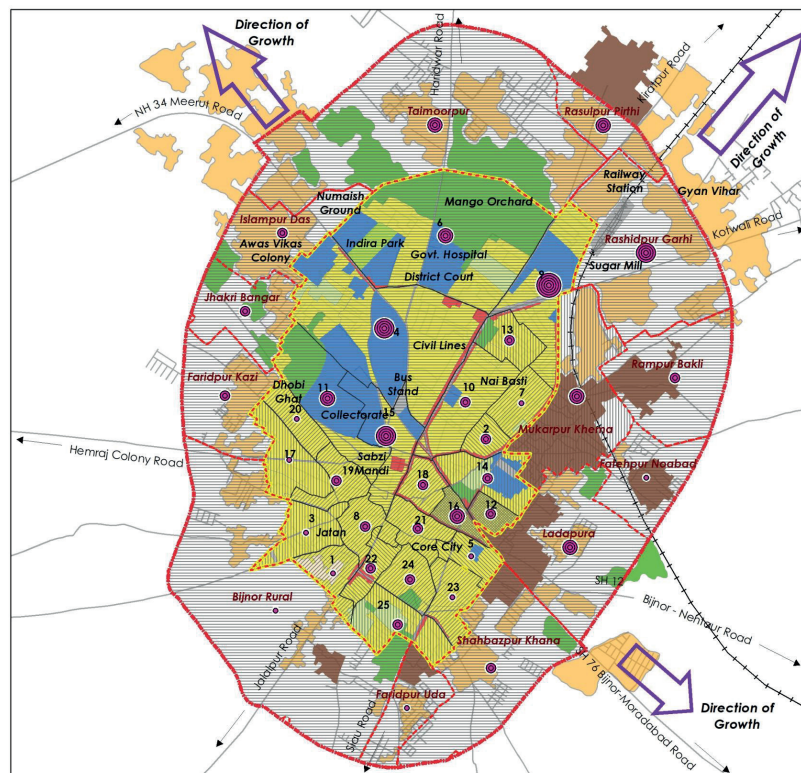 Direction of
Growth
Haridwar Road
Kiratpur Road
NH 34 Meerut Road
Taimoorpur
Rasulpur Pirthi
Direction of
Growth
Railway
Station
Gyan Vihar
Numaish
Ground
Mango Orchard
Kotwali Road
Islampur Das
Awas Vikas
Colony
Indira Park
6
Govt. Hospital
District Court
Rashidpur Garhi
Sugar Mill
9
Jhakri Bangar
4
Civil Lines
13
Faridpur Kazi
Dhobi
Ghat
20
11
Collectorate
Bus
Stand
15
10
Nai Basti
7
Rampur Bakli
Mukarpur Khema
2
Hemraj Colony Road
17
Sabzi
Mandi
19
18
14
Fatehpur Noabad
16
12
3
Jatan
8
21
Core City
5
Ladapura
1
22
24
23
SH 12
Bijnor Rural
25
Bijnor - Nehtaur Road
Shahbazpur Khana
Jalalpur Road
Siau Road
Faridpur Uda
SH 76 Bijnor-Moradabad Road
Direction of
Growth